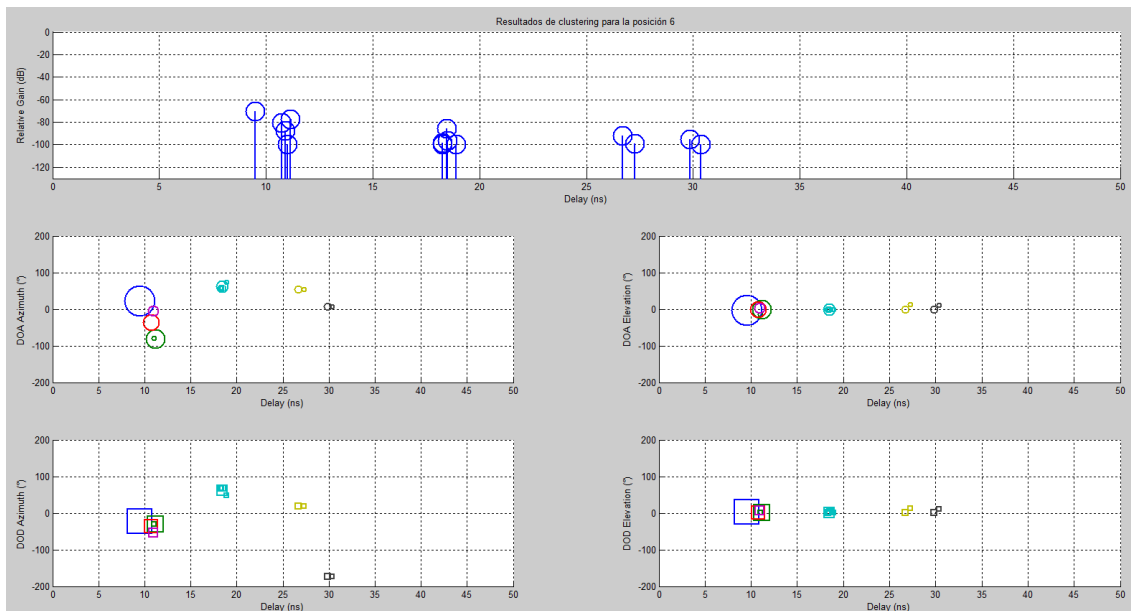 Resultados de clustering para la posición 6
Relative Gain (dB)
0
-20
-40
-60
-80
-100
-120
0 5 10 15 20 25 30 35 40 45 50
Delay (ns)
DOA Azimuth (º)
200
100
0
-100
-200
0 5 10 15 20 25 30 35 40 45 50
Delay (ns)
DOA Elevation (º)
200
100
0
-100
-200
0 5 10 15 20 25 30 35 40 45 50
Delay (ns)
DOD Azimuth (º)
200
100
0
-100
-200
0 5 10 15 20 25 30 35 40 45 50
Delay (ns)
DOD Elevation (º)
200
100
0
-100
-200
0 5 10 15 20 25 30 35 40 45 50
Delay (ns)